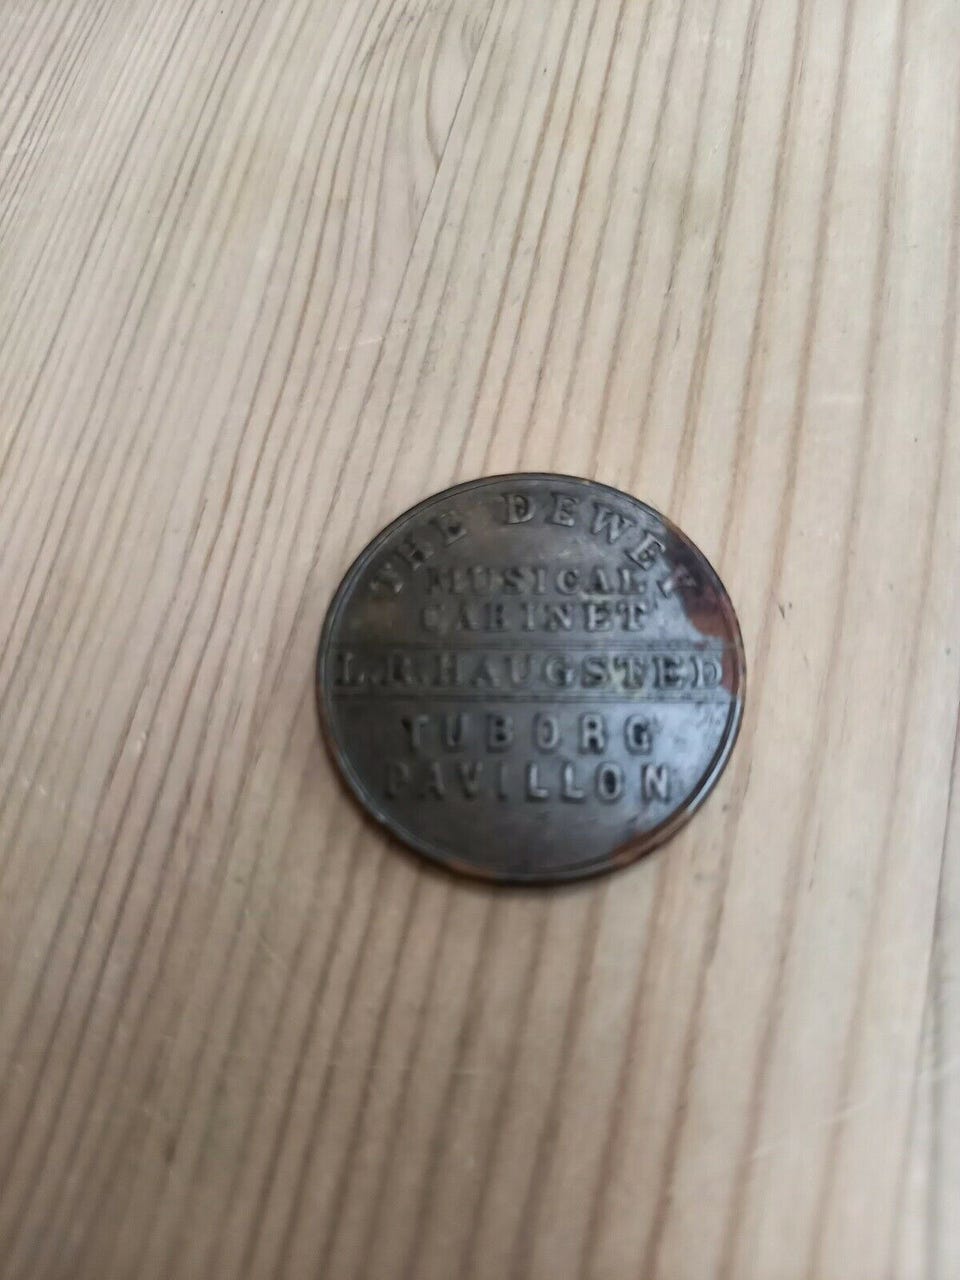 THE DEWEY
MUSICAL
CABINET
L.R.HAUGSTED
TUBORG
PAVILLON